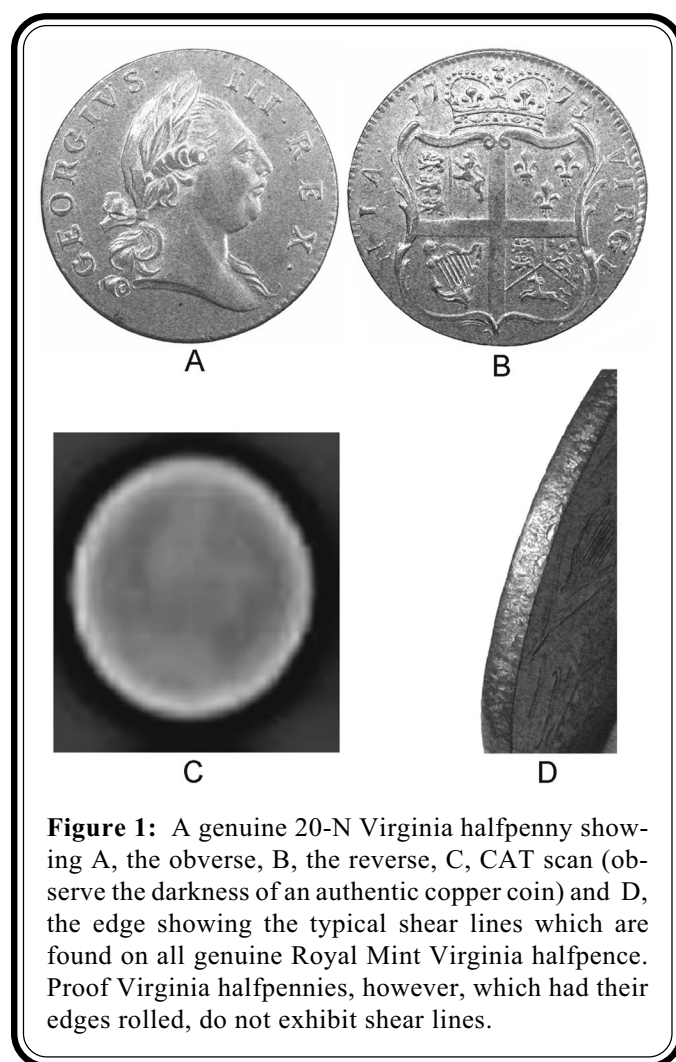 GEORGIVS · III · REX .
17 73 .
NIA . VIRGI
A
B
C
D
Figure 1: A genuine 20-N Virginia halfpenny show-
ing A, the obverse, B, the reverse, C, CAT scan (ob-
serve the darkness of an authentic copper coin) and D,
the edge showing the typical shear lines which are
found on all genuine Royal Mint Virginia halfpence.
Proof Virginia halfpennies, however, which had their
edges rolled, do not exhibit shear lines.